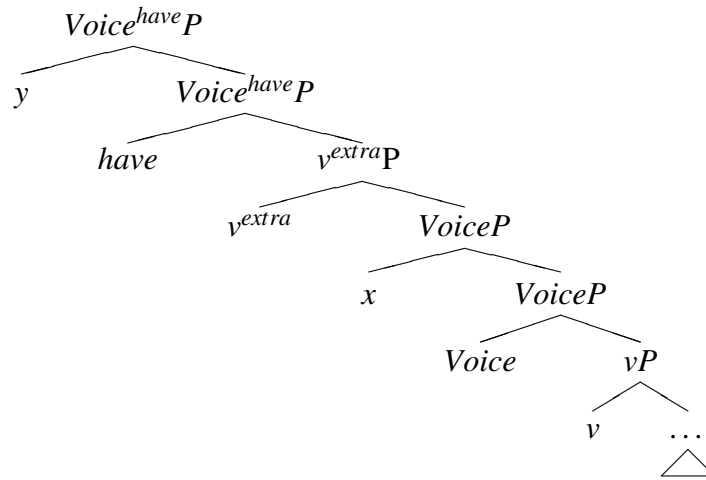 Voice^{have}P
y Voice^{have}P
have v^{extra}P
v^{extra} VoiceP
x VoiceP
Voice vP
v ...